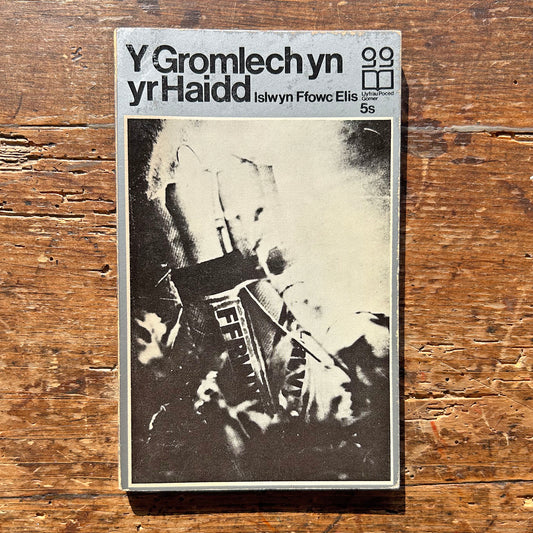 Y Gromlech yn
yr Haidd Islwyn Ffowc Elis
Llyfrau Poced
Gomer
5s